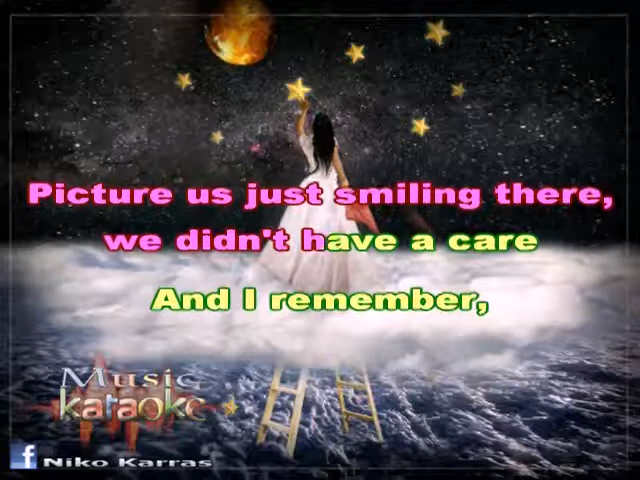 Picture us just smiling there,
we didn't have a care
And I remember,
Music
karaoke
f Niko Karras